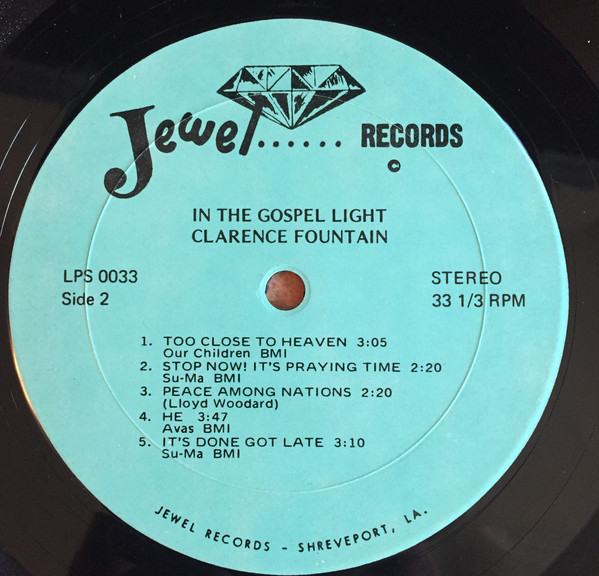 Jewel...... RECORDS
©
IN THE GOSPEL LIGHT
CLARENCE FOUNTAIN
LPS 0033
Side 2
STEREO
33 1/3 RPM
1. TOO CLOSE TO HEAVEN 3:05
Our Children BMI
2. STOP NOW! IT'S PRAYING TIME 2:20
Su-Ma BMI
3. PEACE AMONG NATIONS 2:20
(Lloyd Woodard)
4. HE 3:47
Avas BMI
5. IT'S DONE GOT LATE 3:10
Su-Ma BMI
JEWEL RECORDS - SHREVEPORT, LA.